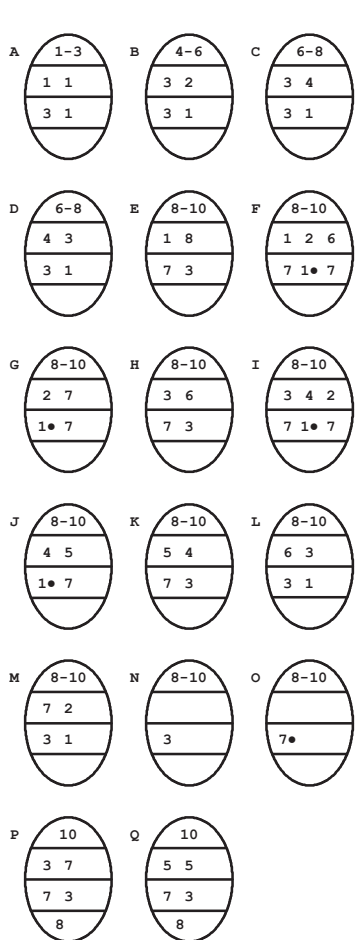 A 1-3 B 4-6 C 6-8
1 1 3 2 3 4
3 1 3 1 3 1
D 6-8 E 8-10 F 8-10
4 3 1 8 1 2 6
3 1 7 3 7 1• 7
G 8-10 H 8-10 I 8-10
2 7 3 6 3 4 2
1• 7 7 3 7 1• 7
J 8-10 K 8-10 L 8-10
4 5 5 4 6 3
1• 7 7 3 3 1
M 8-10 N 8-10 O 8-10
7 2
3 1 3 7•
P 10 Q 10
3 7 5 5
7 3 7 3
8 8